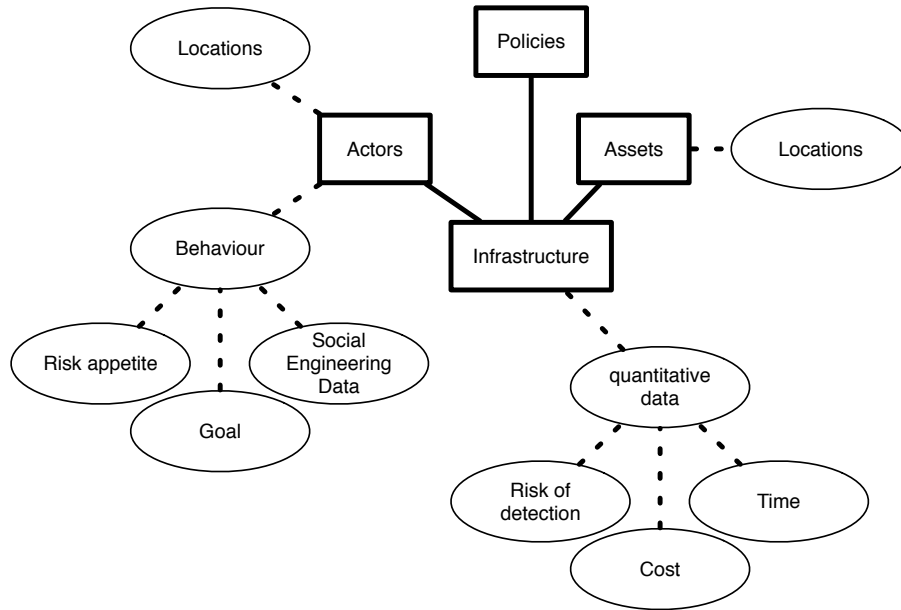 Locations
Policies
Actors
Assets
Locations
Behaviour
Infrastructure
Risk appetite
Social
Engineering
Data
Goal
quantitative
data
Risk of
detection
Time
Cost